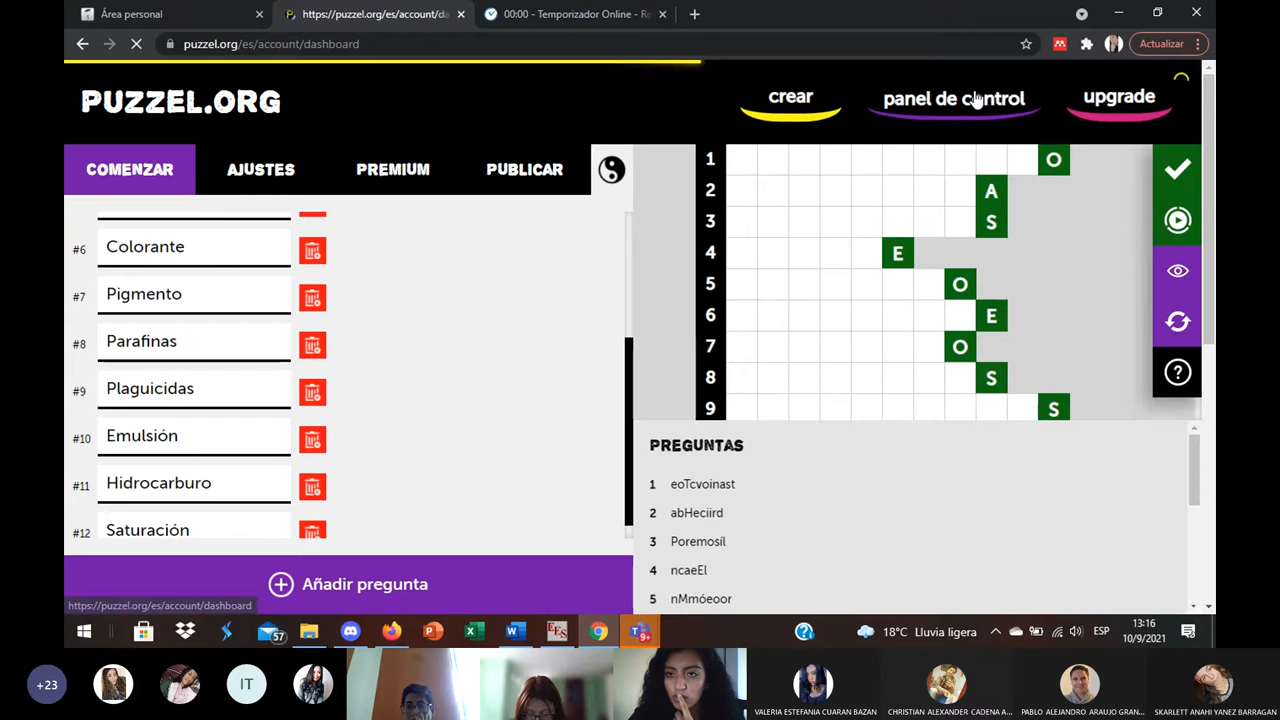 Área personal
https://puzzel.org/es/account/da
00:00 - Temporizador Online - Re
puzzel.org/es/account/dashboard
Actualizar
PUZZEL.ORG
crear
panel de control
upgrade
COMENZAR
AJUSTES
PREMIUM
PUBLICAR
#6 Colorante
#7 Pigmento
#8 Parafinas
#9 Plaguicidas
#10 Emulsión
#11 Hidrocarburo
#12 Saturación
Añadir pregunta
1 O
2 A
3 S
4 E
5 O
6 E
7 O
8 S
9 S
?
PREGUNTAS
1 eoTcvoinast
2 abHeciird
3 Poremosíl
4 ncaeEl
5 nMmóeoor
https://puzzel.org/es/account/dashboard
57
P
X
W
EES
T
9+
?
18°C Lluvia ligera
ESP
13:16
10/9/2021
+23
IT
VALERIA ESTEFANIA CUARAN BAZAN
CHRISTIAN ALEXANDER CADENA A...
PABLO ALEJANDRO ARAUJO GRAN...
SKARLETT ANAHI YANEZ BARRAGAN